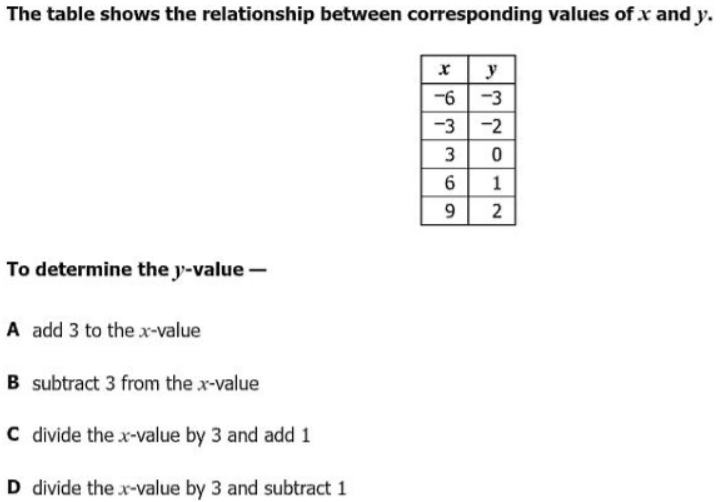 The table shows the relationship between corresponding values of x and y.
x y
−6 −3
−3 −2
3 0
6 1
9 2
To determine the y-value —
A add 3 to the x-value
B subtract 3 from the x-value
C divide the x-value by 3 and add 1
D divide the x-value by 3 and subtract 1